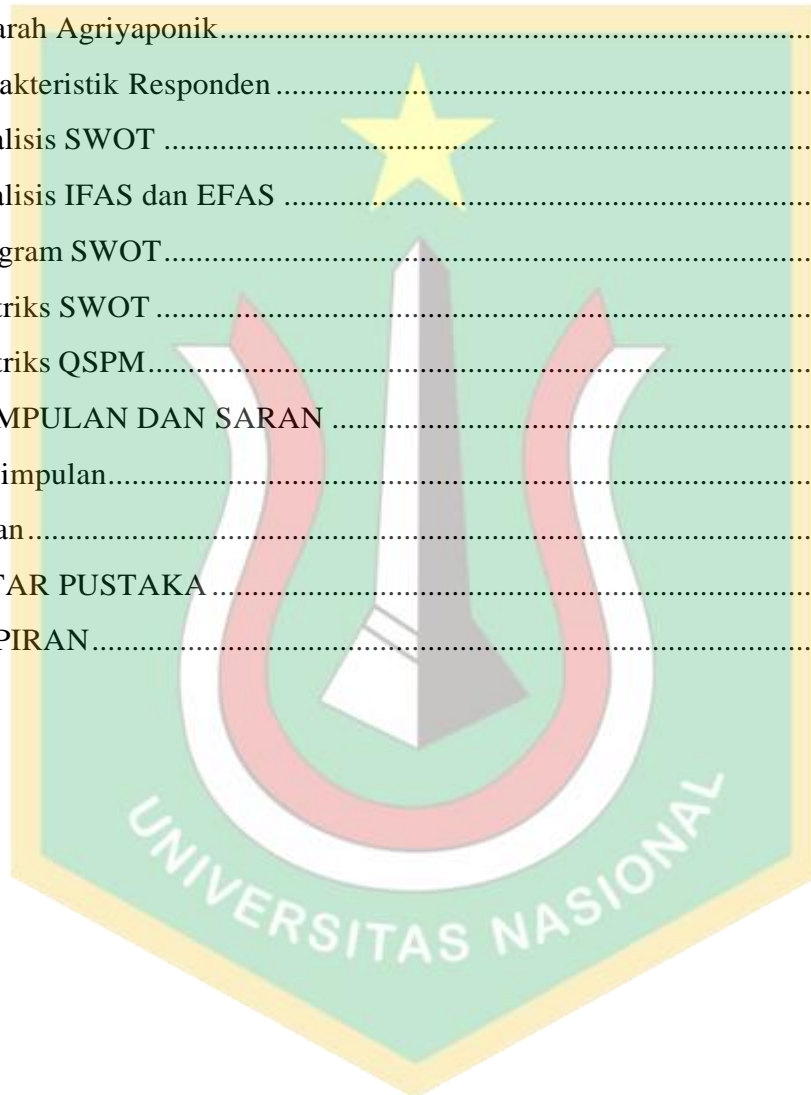 arah Agriyaponik..........................................................................
akteristik Responden....................................................................
alisis SWOT.................................................................................
alisis IFAS dan EFAS..................................................................
gram SWOT.................................................................................
triks SWOT..................................................................................
triks QSPM...................................................................................
MPULAN DAN SARAN............................................................
impulan.........................................................................................
an...................................................................................................
TAR PUSTAKA...........................................................................
PIRAN...........................................................................................
UNIVERSITAS NASIONAL